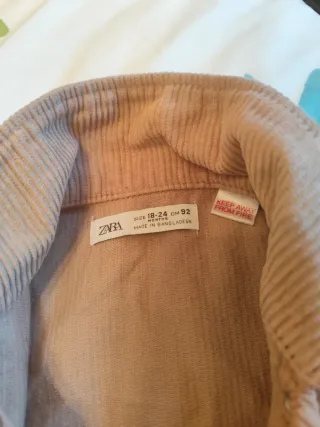 ZARA
SIZE 18-24 CM 92
MONTHS
MADE IN BANGLADESH
KEEP AWAY
FROM FIRE